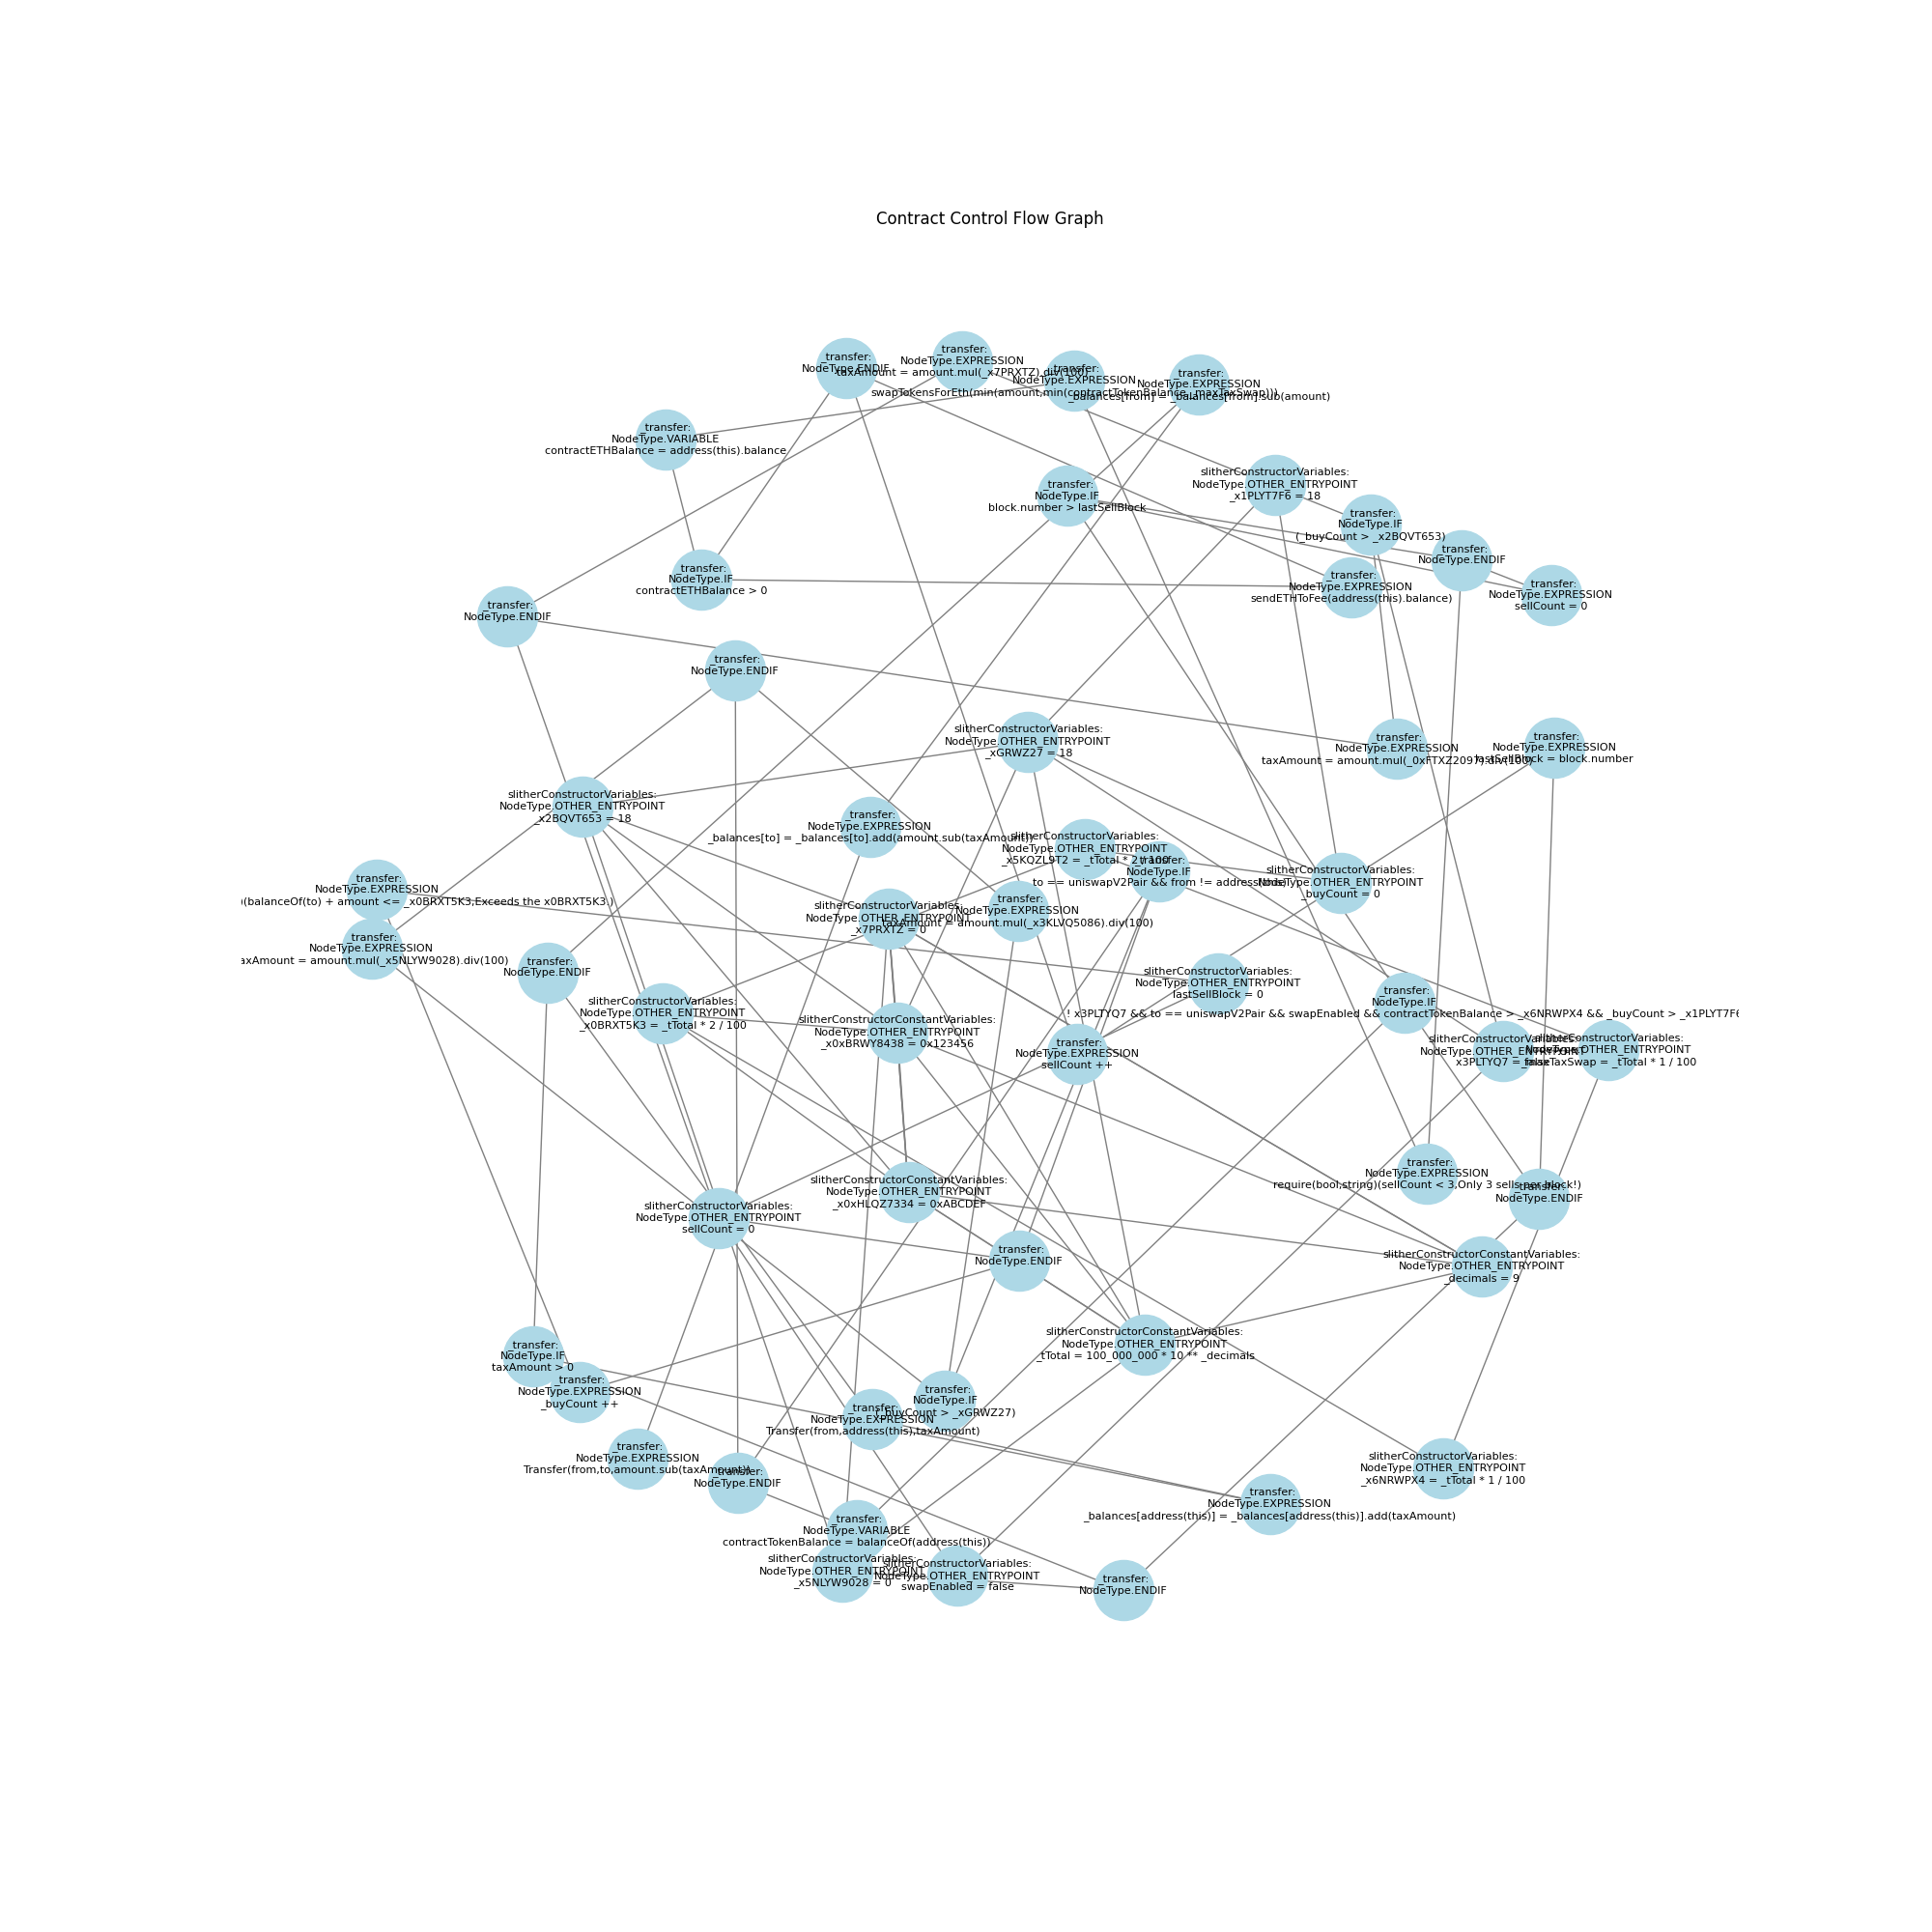 Contract Control Flow Graph
_transfer:
NodeType.ENDIF
_transfer:
NodeType.EXPRESSION
taxAmount = amount.mul(_x7PRXTZ).div(100)
_transfer:
NodeType.EXPRESSION
swapTokensForEth(min(amount,min(contractTokenBalance,_maxTaxSwap)))
_transfer:
NodeType.EXPRESSION
_balances[from] = _balances[from].sub(amount)
_transfer:
NodeType.VARIABLE
contractETHBalance = address(this).balance
slitherConstructorVariables:
NodeType.OTHER_ENTRYPOINT
_x1PLYT7F6 = 18
_transfer:
NodeType.IF
block.number > lastSellBlock
_transfer:
NodeType.IF
(_buyCount > _x2BQVT653)
_transfer:
NodeType.ENDIF
_transfer:
NodeType.IF
contractETHBalance > 0
_transfer:
NodeType.EXPRESSION
sendETHToFee(address(this).balance)
_transfer:
NodeType.EXPRESSION
sellCount = 0
_transfer:
NodeType.ENDIF
_transfer:
NodeType.ENDIF
slitherConstructorVariables:
NodeType.OTHER_ENTRYPOINT
_xGRWZ27 = 18
_transfer:
NodeType.EXPRESSION
taxAmount = amount.mul(_0xFTXZ2097).div(100)
_transfer:
NodeType.EXPRESSION
lastSellBlock = block.number
slitherConstructorVariables:
NodeType.OTHER_ENTRYPOINT
_x2BQVT653 = 18
_transfer:
NodeType.EXPRESSION
_balances[to] = _balances[to].add(amount.sub(taxAmount))
slitherConstructorVariables:
NodeType.OTHER_ENTRYPOINT
_x5KQZL9T2 = _tTotal * 2 / 100
_transfer:
NodeType.IF
to == uniswapV2Pair && from != address(this)
slitherConstructorVariables:
NodeType.OTHER_ENTRYPOINT
_buyCount = 0
_transfer:
NodeType.EXPRESSION
(balanceOf(to) + amount <= _x0BRXT5K3,Exceeds the x0BRXT5K3.)
slitherConstructorVariables:
NodeType.OTHER_ENTRYPOINT
_x7PRXTZ = 0
_transfer:
NodeType.EXPRESSION
taxAmount = amount.mul(_x3KLVQ5086).div(100)
_transfer:
NodeType.EXPRESSION
axAmount = amount.mul(_x5NLYW9028).div(100)
_transfer:
NodeType.ENDIF
slitherConstructorVariables:
NodeType.OTHER_ENTRYPOINT
lastSellBlock = 0
_transfer:
NodeType.IF
! x3PLTYQ7 && to == uniswapV2Pair && swapEnabled && contractTokenBalance > _x6NRWPX4 && _buyCount > _x1PLYT7F6
slitherConstructorVariables:
NodeType.OTHER_ENTRYPOINT
_x0BRXT5K3 = _tTotal * 2 / 100
slitherConstructorConstantVariables:
NodeType.OTHER_ENTRYPOINT
_x0xBRWY8438 = 0x123456
_transfer:
NodeType.EXPRESSION
sellCount ++
slitherConstructorVariables:
NodeType.OTHER_ENTRYPOINT
x3PLTYQ7 = false
slitherConstructorVariables:
NodeType.OTHER_ENTRYPOINT
_maxTaxSwap = _tTotal * 1 / 100
_transfer:
NodeType.EXPRESSION
require(bool,string)(sellCount < 3,Only 3 sells per block!)
_transfer:
NodeType.ENDIF
slitherConstructorConstantVariables:
NodeType.OTHER_ENTRYPOINT
_x0xHLQZ7334 = 0xABCDEF
slitherConstructorVariables:
NodeType.OTHER_ENTRYPOINT
sellCount = 0
_transfer:
NodeType.ENDIF
slitherConstructorConstantVariables:
NodeType.OTHER_ENTRYPOINT
_decimals = 9
slitherConstructorConstantVariables:
NodeType.OTHER_ENTRYPOINT
_tTotal = 100_000_000 * 10 ** _decimals
_transfer:
NodeType.IF
taxAmount > 0
_transfer:
NodeType.EXPRESSION
_buyCount ++
_transfer:
NodeType.IF
(_buyCount > _xGRWZ27)
_transfer:
NodeType.EXPRESSION
Transfer(from,address(this),taxAmount)
_transfer:
NodeType.EXPRESSION
Transfer(from,to,amount.sub(taxAmount))
_transfer:
NodeType.ENDIF
slitherConstructorVariables:
NodeType.OTHER_ENTRYPOINT
_x6NRWPX4 = _tTotal * 1 / 100
_transfer:
NodeType.EXPRESSION
_balances[address(this)] = _balances[address(this)].add(taxAmount)
_transfer:
NodeType.VARIABLE
contractTokenBalance = balanceOf(address(this))
slitherConstructorVariables:
NodeType.OTHER_ENTRYPOINT
_x5NLYW9028 = 0
slitherConstructorVariables:
NodeType.OTHER_ENTRYPOINT
swapEnabled = false
_transfer:
NodeType.ENDIF